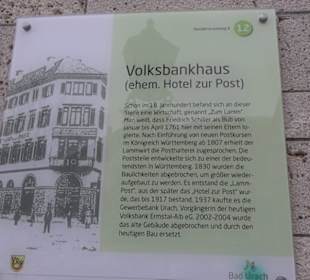 Stadtrundweg A
12
Volksbankhaus
(ehem. Hotel zur Post)
Schon im 18. Jahrhundert befand sich an dieser
Stelle eine Wirtschaft, genannt „Zum Lamm“.
Man weiß, dass Friedrich Schiller als Bub von
Januar bis April 1761 hier mit seinen Eltern lo-
gierte. Nach Einführung von neuen Postkursen
im Königreich Württemberg ab 1807 erhielt der
Lammwirt die Posthalterei zugesprochen. Die
Poststelle entwickelte sich zu einer der bedeu-
tendsten in Württemberg. 1830 wurden die
Baulichkeiten abgebrochen, um größer wieder-
aufgebaut zu werden. Es entstand die „Lamm-
Post“, aus der später das „Hotel zur Post“ wur-
de, das bis 1917 bestand. 1937 kaufte es die
Gewerbebank Urach, Vorgängerin der heutigen
Volksbank Ermstal-Alb eG. 2002-2004 wurde
das alte Gebäude abgebrochen und durch den
heutigen Bau ersetzt.
Bad Urach